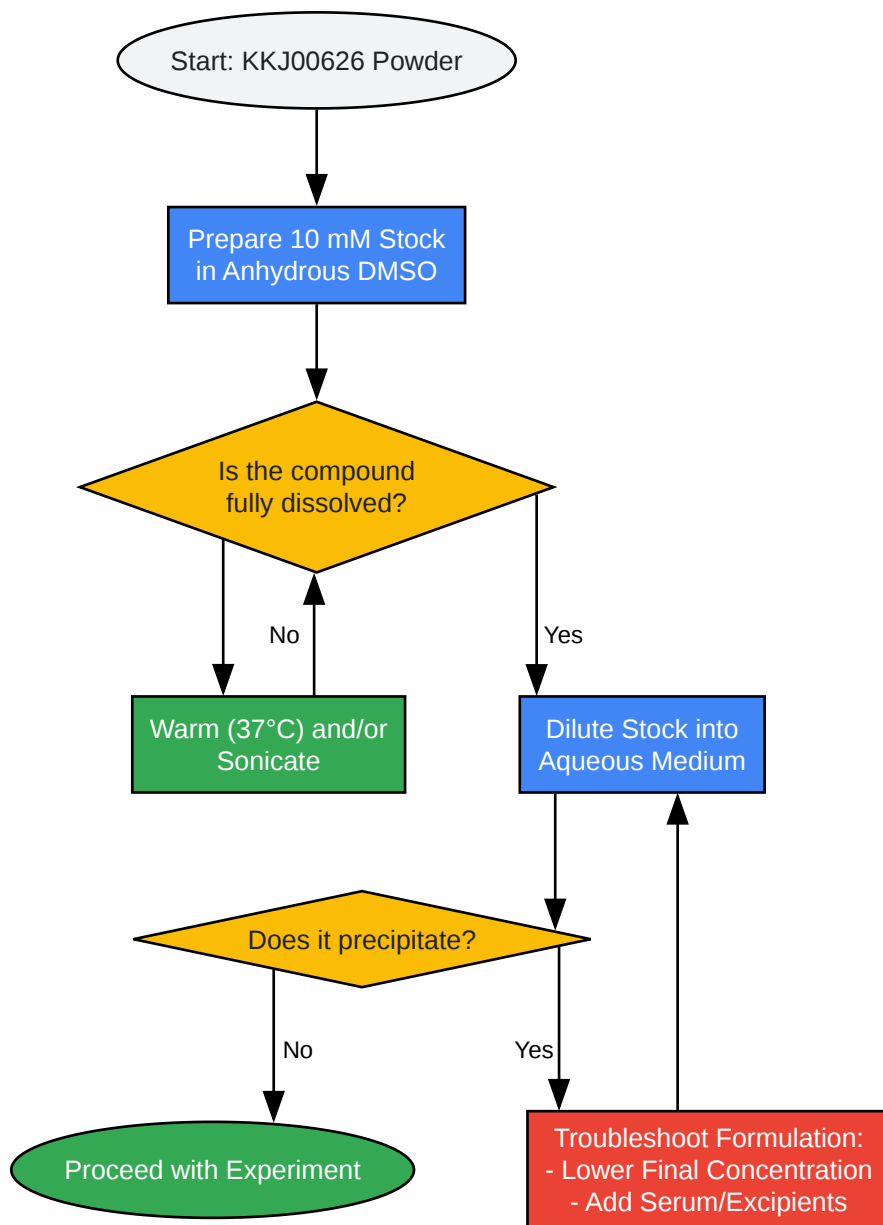 Start: KKJ00626 Powder
Prepare 10 mM Stock
in Anhydrous DMSO
Is the compound
fully dissolved?
No
Yes
Warm (37°C) and/or
Sonicate
Dilute Stock into
Aqueous Medium
Does it precipitate?
No
Yes
Proceed with Experiment
Troubleshoot Formulation:
- Lower Final Concentration
- Add Serum/Excipients